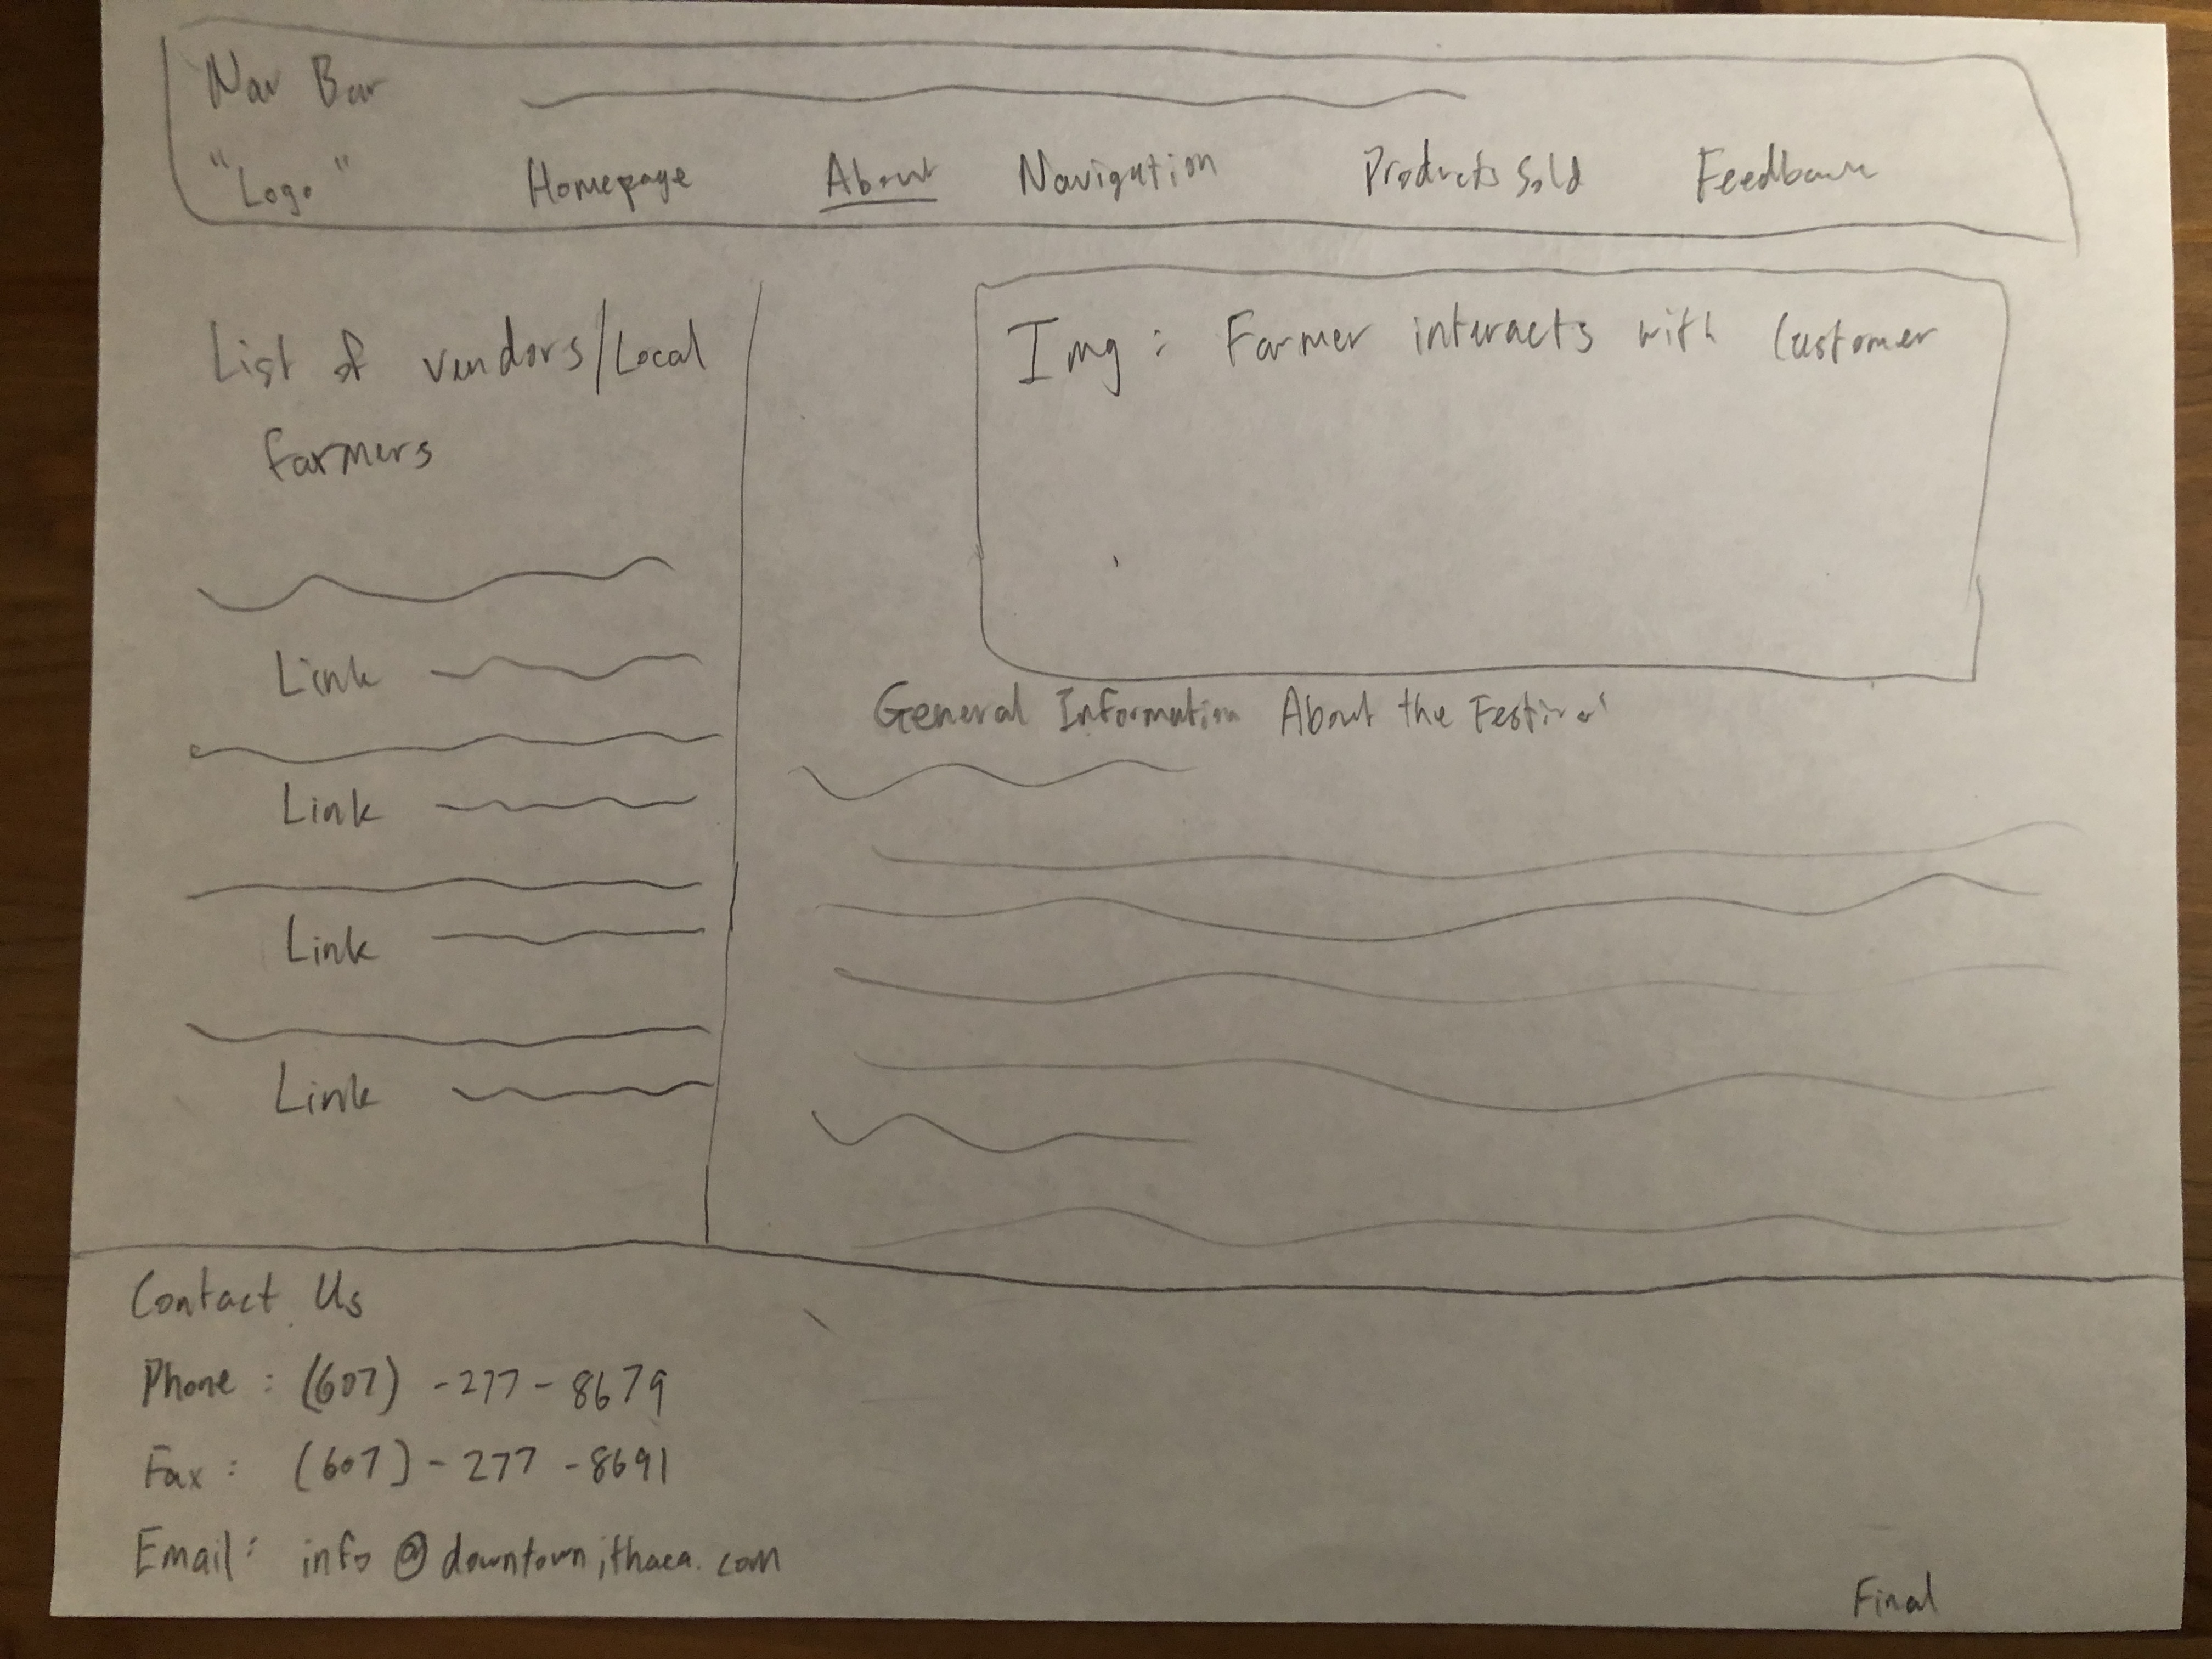 Nav Bar
"Logo" Homepage About Navigation Products Sold Feedback
List of vendors/Local
farmers
Link
Link
Link
Link
Img: Farmer interacts with Customer
General Information About the Festival
Contact Us
Phone: (607) -277-8679
Fax: (607)-277-8691
Email: info@downtownithaca.com
Final